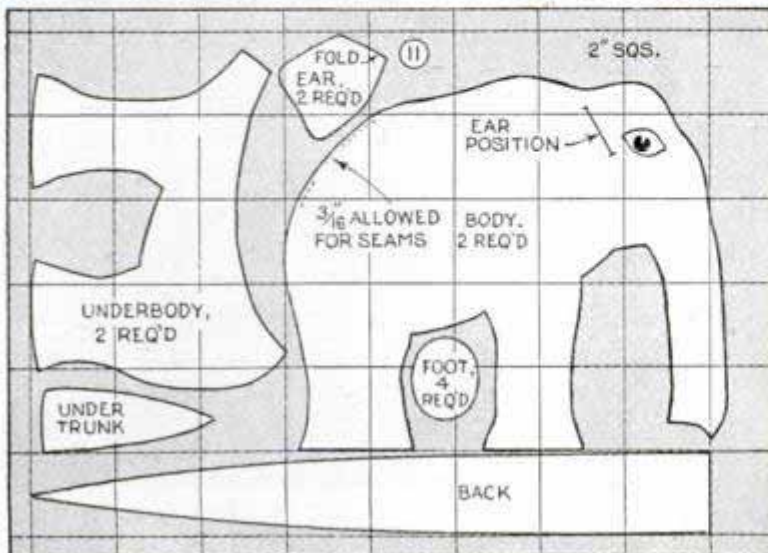 FOLD
EAR,
2 REQ'D
11
2" SQS.
EAR
POSITION
3/16" ALLOWED
FOR SEAMS
BODY,
2 REQ'D
UNDERBODY,
2 REQ'D
FOOT,
4
REQ'D
UNDER
TRUNK
BACK